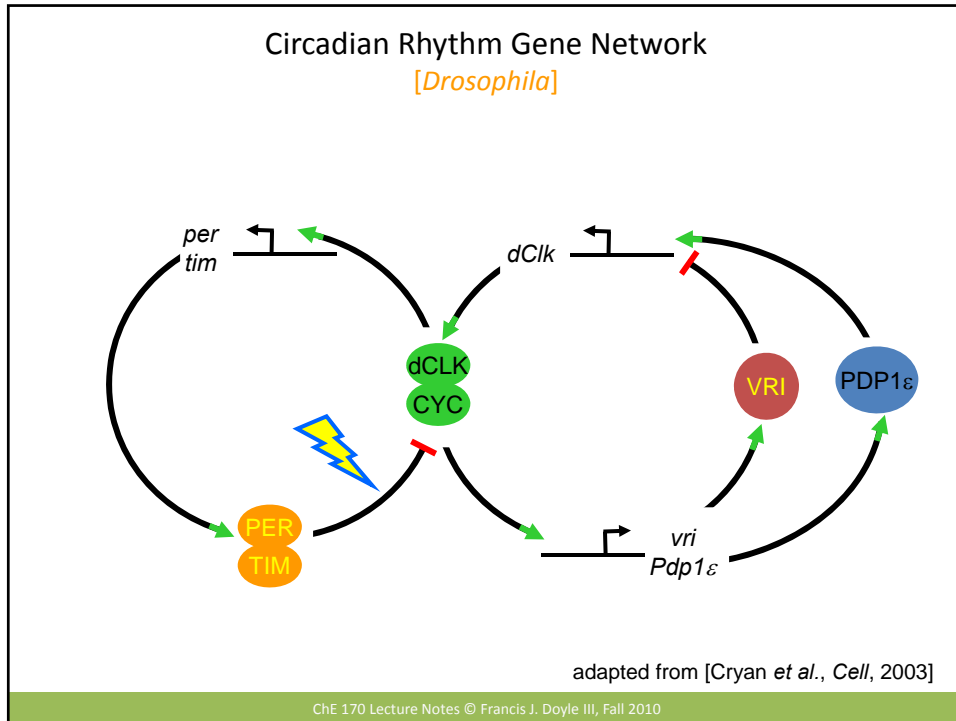 Circadian Rhythm Gene Network
[Drosophila]
per
tim
dClk
dCLK
CYC
VRI
PDP1ε
PER
TIM
vri
Pdp1ε
adapted from [Cryan et al., Cell, 2003]
ChE 170 Lecture Notes © Francis J. Doyle III, Fall 2010